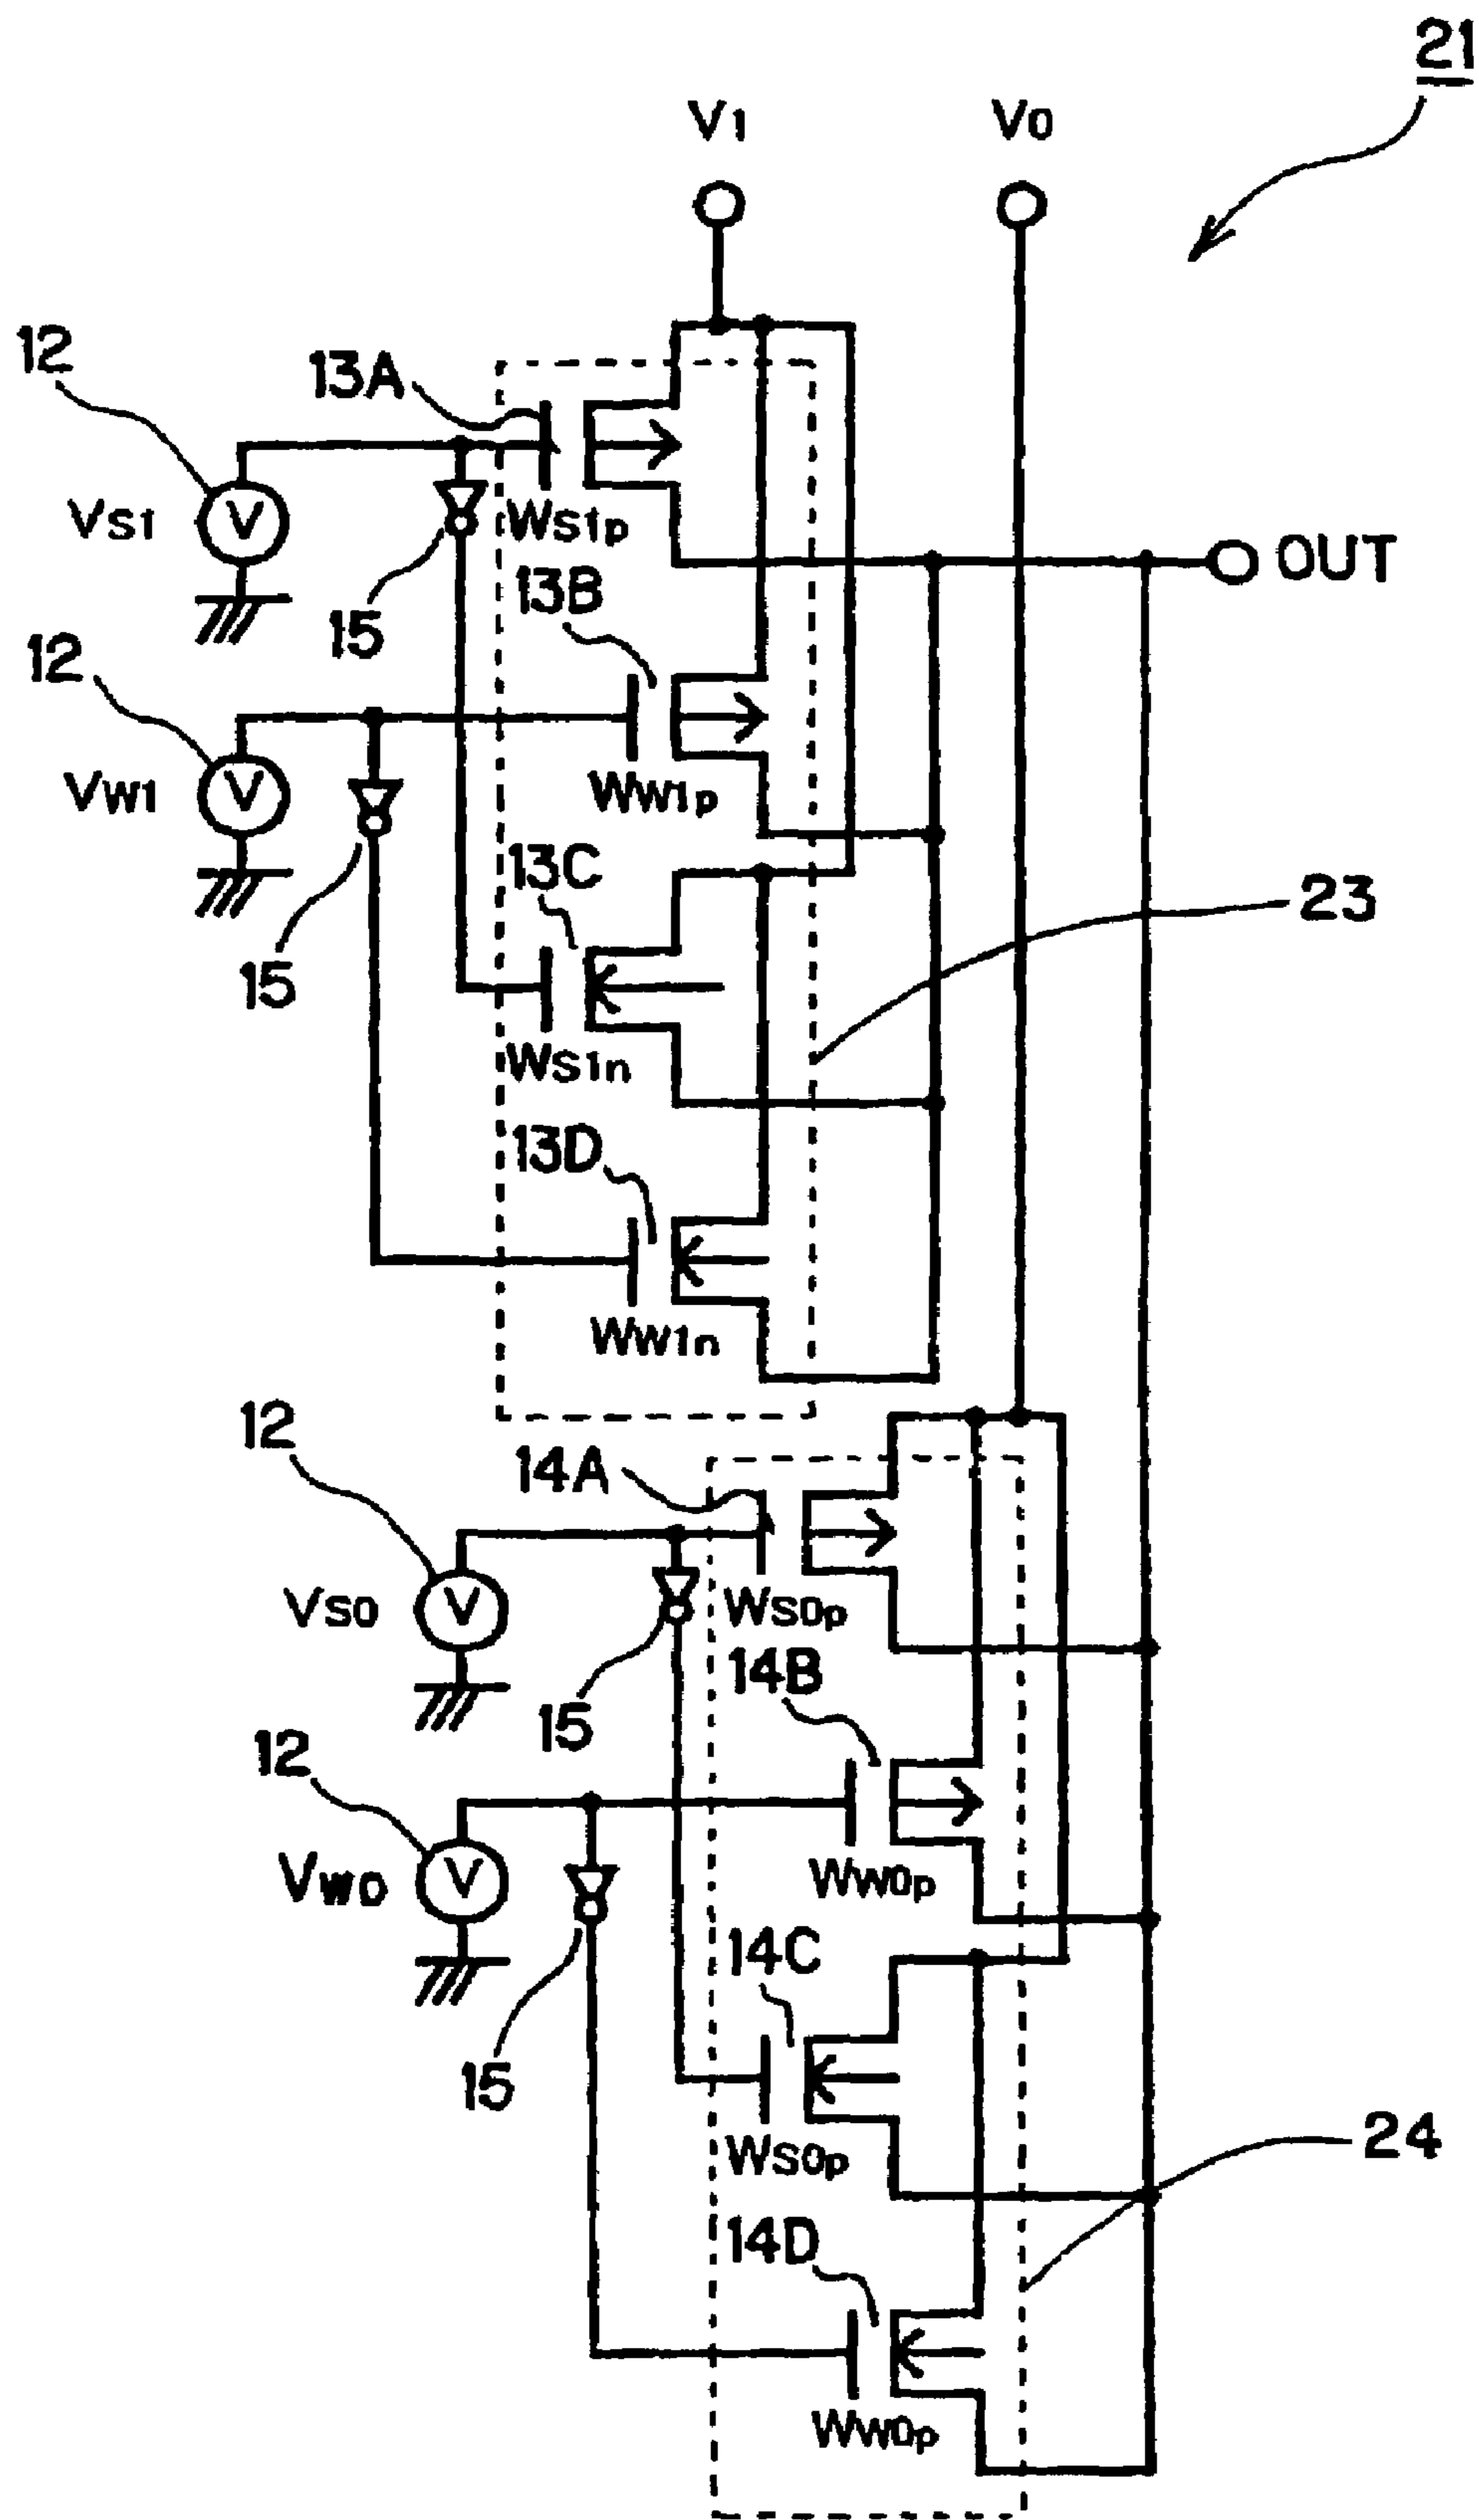 21
V1 V0
12 13A
VS1 V WS1p OUT
15 13B
12
VW1 V WW1p
13C
23
15
WS1n
13D
WW1n
12
14A
VS0 V WS0p
14B
15
12
VW0 V WW0p
14C
15
WS0p
24
14D
WW0p